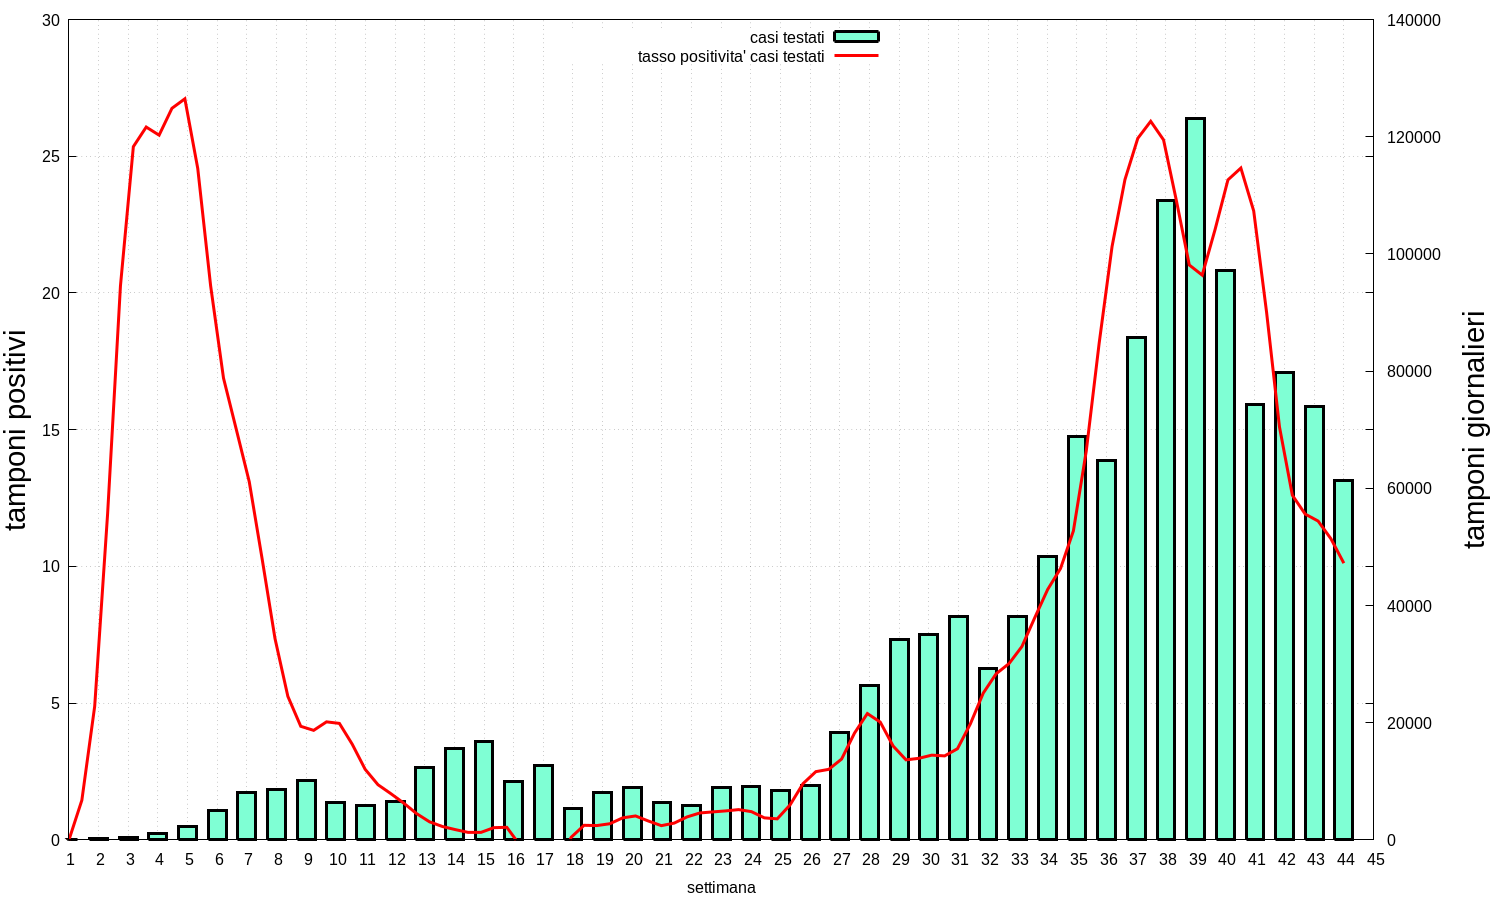 casi testati
tasso positivita' casi testati
30
25
20
15
10
5
0
tamponi positivi
140000
120000
100000
80000
60000
40000
20000
0
tamponi giornalieri
1 2 3 4 5 6 7 8 9 10 11 12 13 14 15 16 17 18 19 20 21 22 23 24 25 26 27 28 29 30 31 32 33 34 35 36 37 38 39 40 41 42 43 44 45
settimana